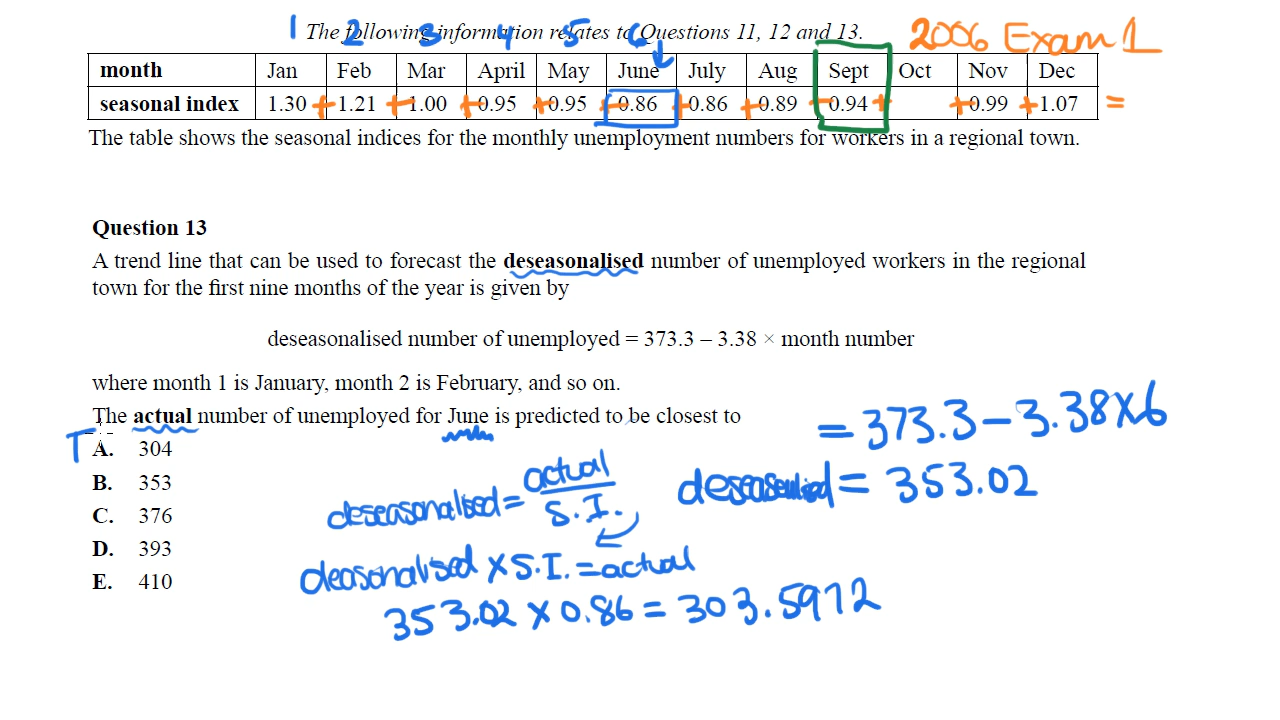 1 2 3 4 5 6
The following information relates to Questions 11, 12 and 13.
2006 Exam 1
month Jan Feb Mar April May June July Aug Sept Oct Nov Dec
seasonal index 1.30 + 1.21 + 1.00 + 0.95 + 0.95 + 0.86 + 0.86 + 0.89 + 0.94 + + 0.99 + 1.07 =
The table shows the seasonal indices for the monthly unemployment numbers for workers in a regional town.
Question 13
A trend line that can be used to forecast the deseasonalised number of unemployed workers in the regional
town for the first nine months of the year is given by
deseasonalised number of unemployed = 373.3 – 3.38 × month number
where month 1 is January, month 2 is February, and so on.
The actual number of unemployed for June is predicted to be closest to
= 373.3 - 3.38 × 6
A. 304
B. 353
C. 376
D. 393
E. 410
deseasonalised = 353.02
deseasonalised = actual / S.I.
deasonalised × S.I. = actual
353.02 × 0.86 = 303.5972